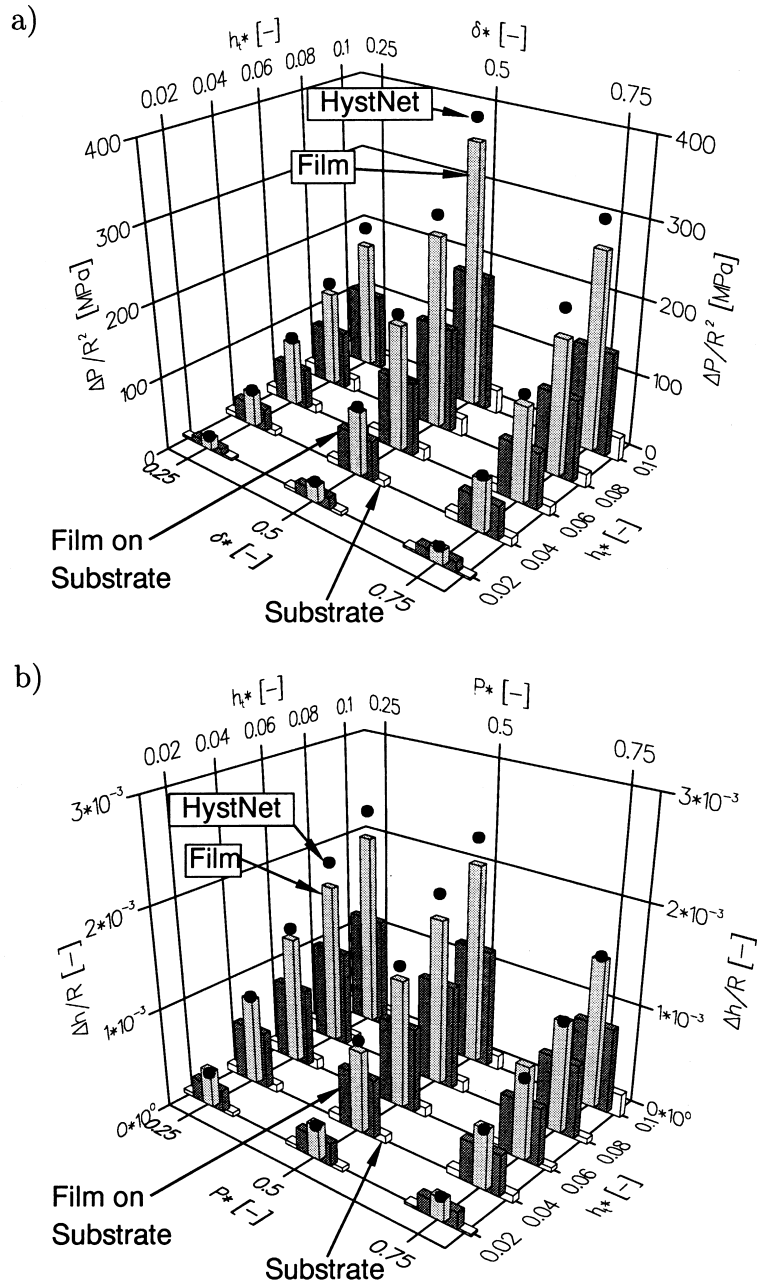 a)
hₜ* [–]
δ* [–]
0.02
0.04
0.06
0.08
0.1
0.25
0.5
0.75
HystNet
Film
400
300
200
100
0
ΔP/R² [MPa]
400
300
200
100
0
ΔP/R² [MPa]
0.25
0.5
0.75
δ* [–]
0.02
0.04
0.06
0.08
0.1
hₜ* [–]
Film on
Substrate
Substrate
b)
hₜ* [–]
P* [–]
0.02
0.04
0.06
0.08
0.1
0.25
0.5
0.75
HystNet
Film
3*10⁻³
2*10⁻³
1*10⁻³
0*10⁰
Δh/R [–]
3*10⁻³
2*10⁻³
1*10⁻³
0*10⁰
Δh/R [–]
0.25
0.5
0.75
P* [–]
0.02
0.04
0.06
0.08
0.1
hₜ* [–]
Film on
Substrate
Substrate